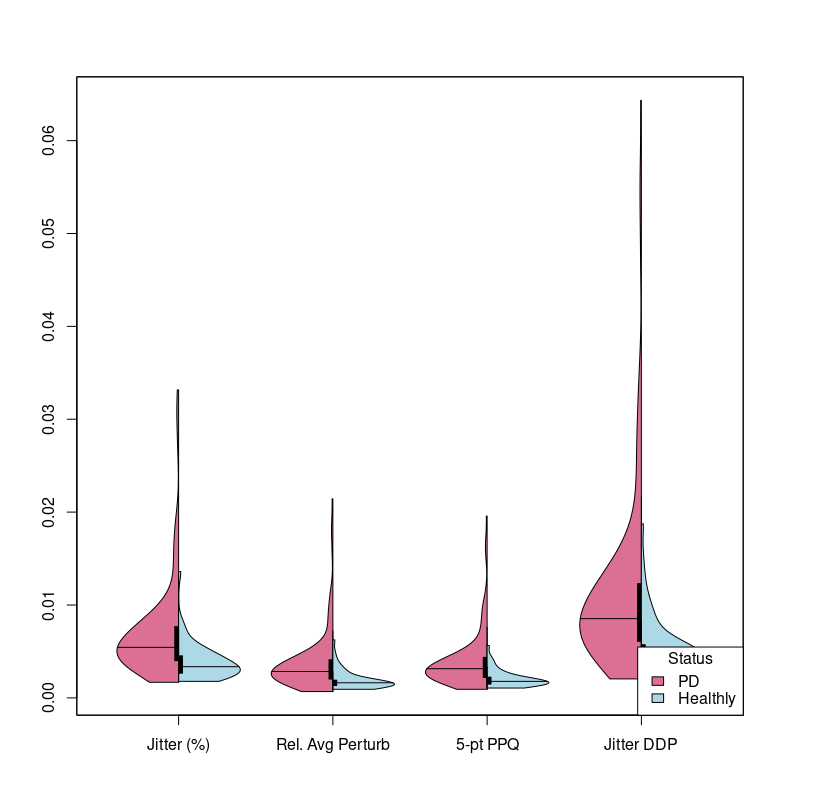 0.06
0.05
0.04
0.03
0.02
0.01
0.00
Jitter (%) Rel. Avg Perturb 5-pt PPQ Jitter DDP
Status
PD
Healthly